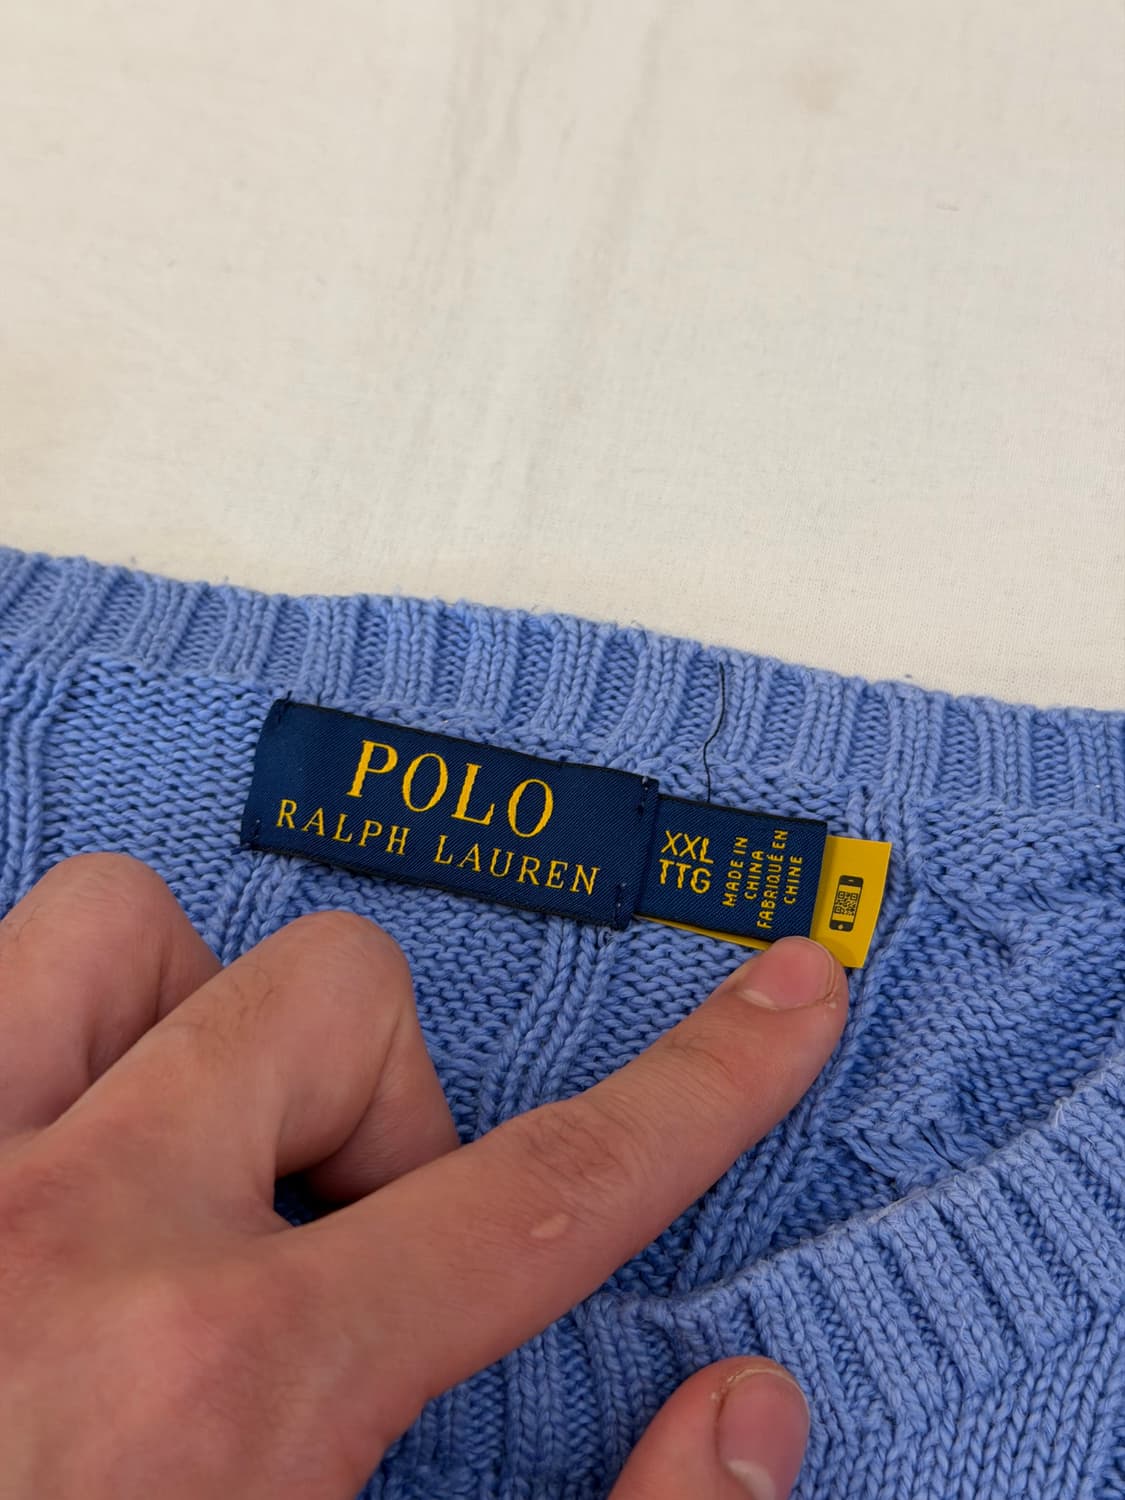 POLO
RALPH LAUREN
XXL
TTG
MADE IN
CHINA
FABRIQUÉ EN
CHINE